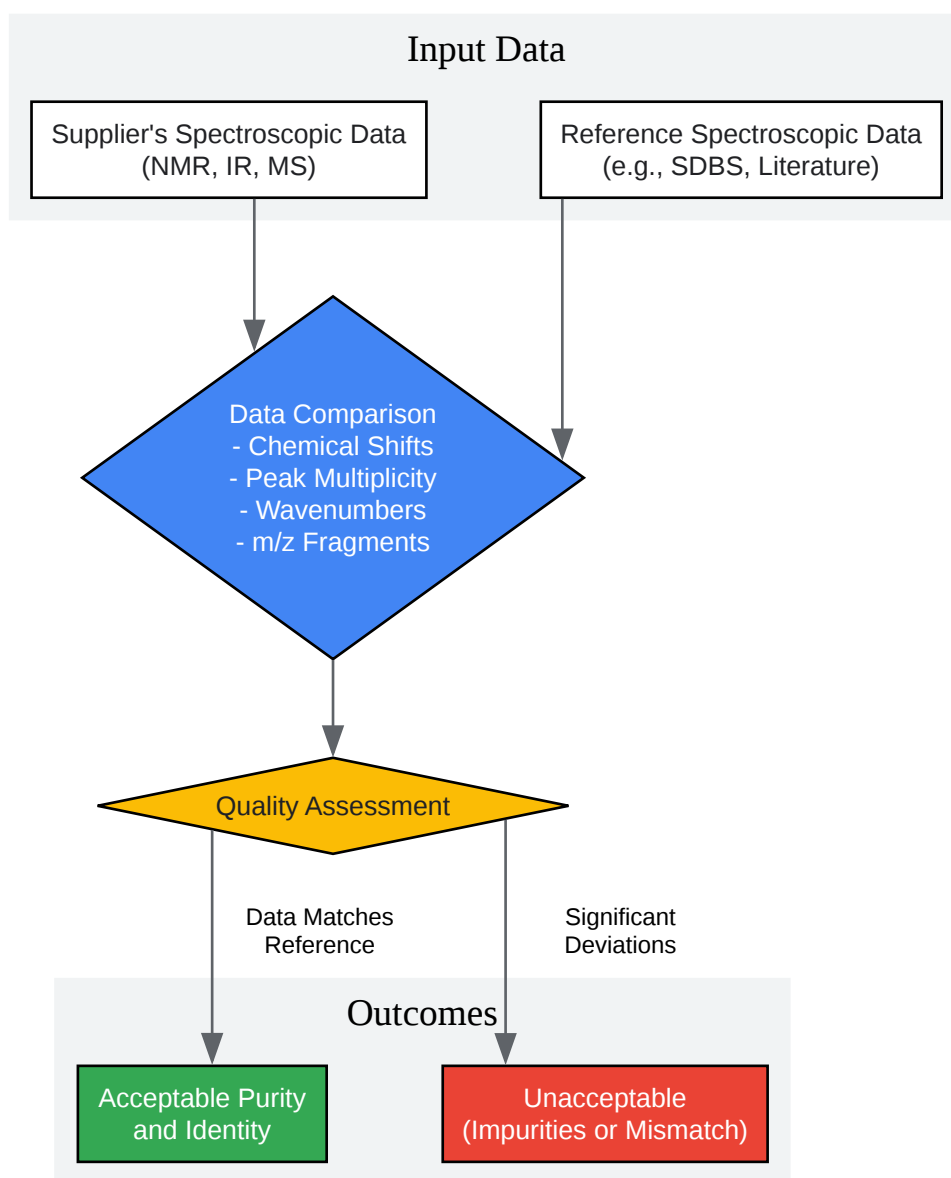 Input Data
Supplier's Spectroscopic Data
(NMR, IR, MS)
Reference Spectroscopic Data
(e.g., SDBS, Literature)
Data Comparison
- Chemical Shifts
- Peak Multiplicity
- Wavenumbers
- m/z Fragments
Quality Assessment
Data Matches
Reference
Significant
Deviations
Outcomes
Acceptable Purity
and Identity
Unacceptable
(Impurities or Mismatch)